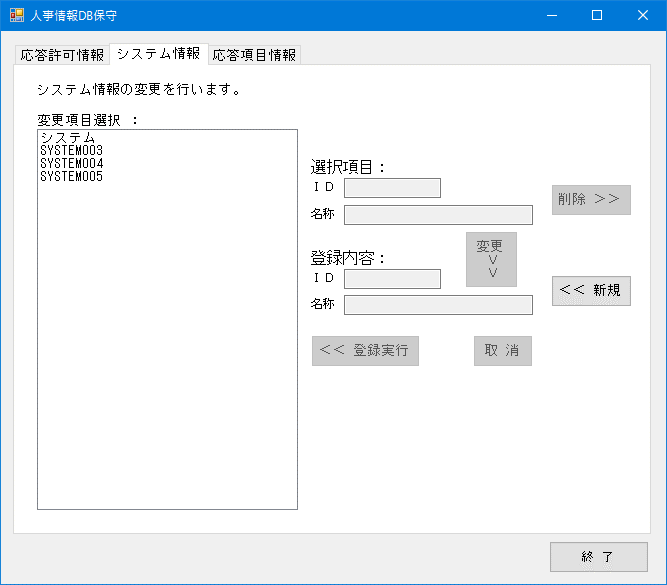 人事情報DB保守
応答許可情報 システム情報 応答項目情報
システム情報の変更を行います。
変更項目選択 ：
システム
SYSTEM003
SYSTEM004
SYSTEM005
選択項目：
ＩＤ
名称
削除 ＞＞
変更
∨
∨
登録内容：
ＩＤ
名称
＜＜ 新規
＜＜ 登録実行
取 消
終 了